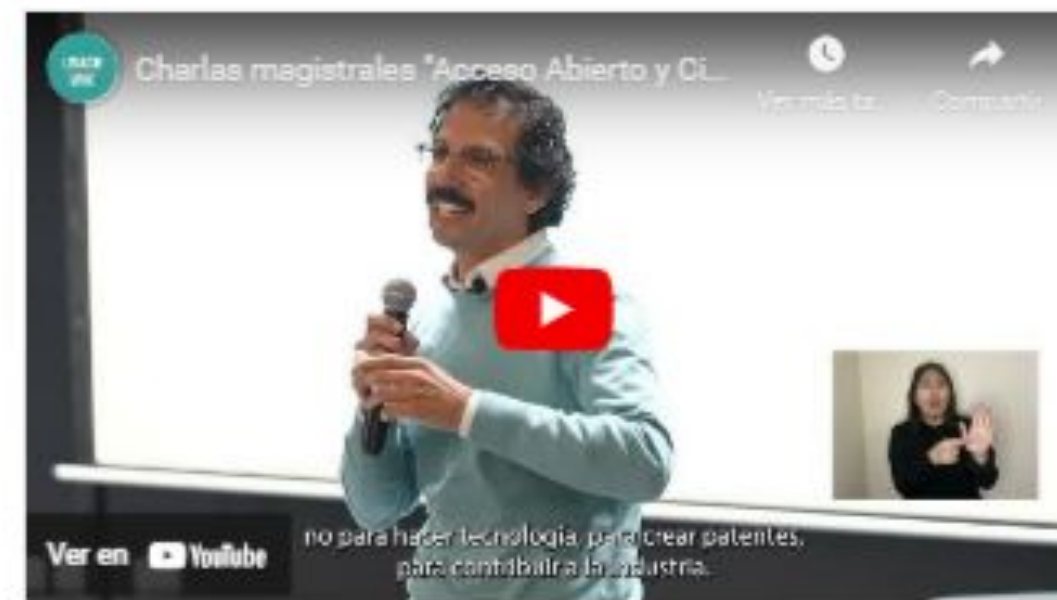 Charlas magistrales "Acceso Abierto y Ci...
Ver más ta...
Compartir
no para hacer tecnología, para crear patentes,
para contribuir a la industria.
Ver en YouTube